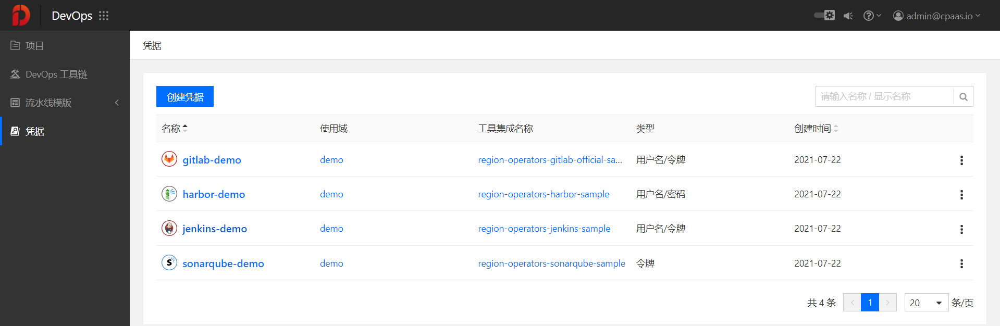 DevOps
admin@cpaas.io
项目
DevOps 工具链
流水线模版
凭据
凭据
创建凭据
请输入名称 / 显示名称
名称 使用域 工具集成名称 类型 创建时间
gitlab-demo demo region-operators-gitlab-official-sa... 用户名/令牌 2021-07-22
harbor-demo demo region-operators-harbor-sample 用户名/密码 2021-07-22
jenkins-demo demo region-operators-jenkins-sample 用户名/令牌 2021-07-22
sonarqube-demo demo region-operators-sonarqube-sample 令牌 2021-07-22
共 4 条 1 20 条/页